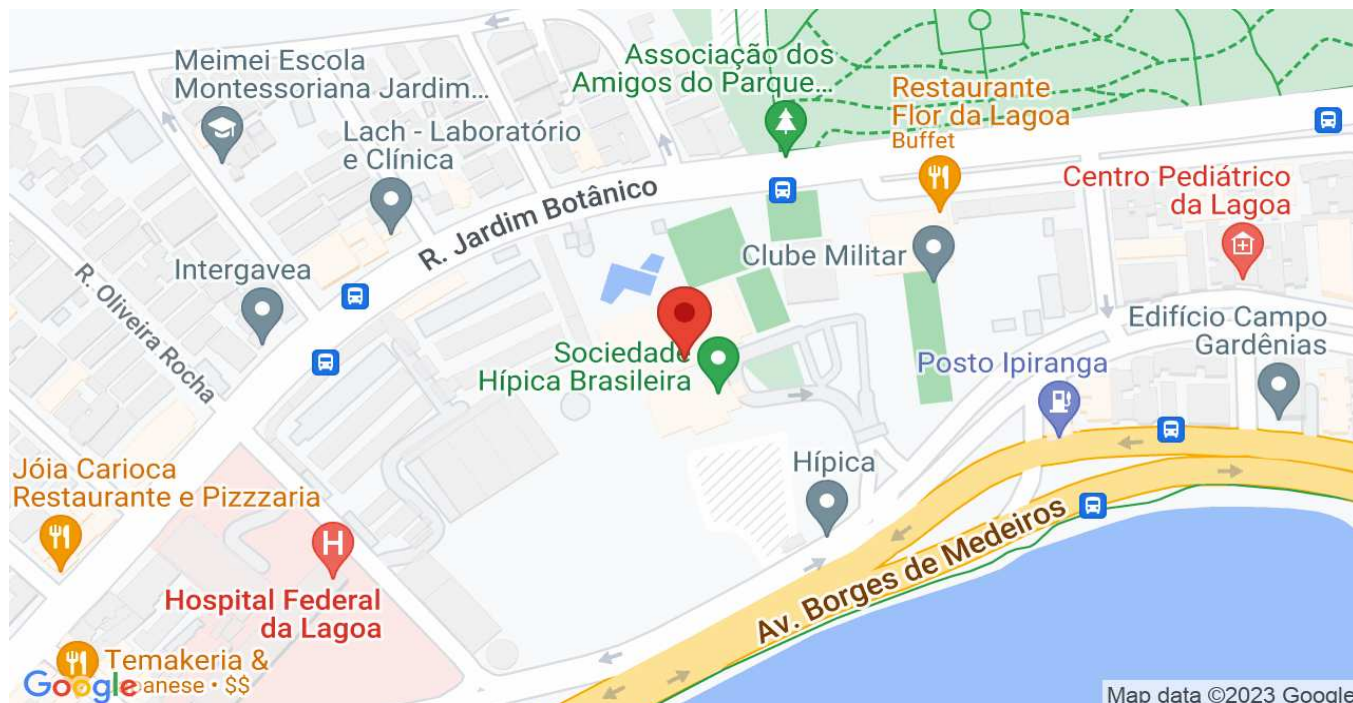 Meimei Escola
Montessoriana Jardim...
Lach - Laboratório
e Clínica
Associação dos
Amigos do Parque...
Restaurante
Flor da Lagoa
Buffet
Centro Pediátrico
da Lagoa
R. Jardim Botânico
Clube Militar
Intergavea
R. Oliveira Rocha
Edifício Campo
Gardênias
Sociedade
Hípica Brasileira
Posto Ipiranga
Jóia Carioca
Restaurante e Pizzzaria
Hípica
H
Av. Borges de Medeiros
Hospital Federal
da Lagoa
Temakeria &
panese • $$
Google
Map data ©2023 Google